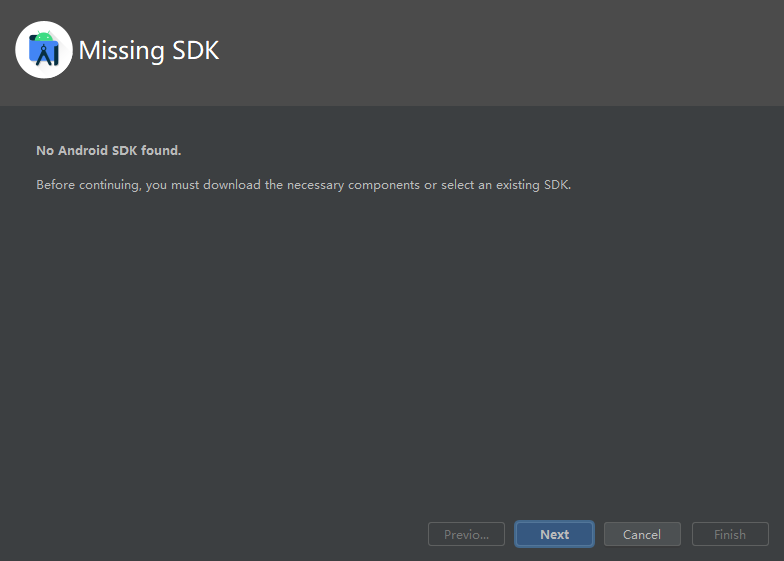 Missing SDK
No Android SDK found.
Before continuing, you must download the necessary components or select an existing SDK.
Previo...
Next
Cancel
Finish